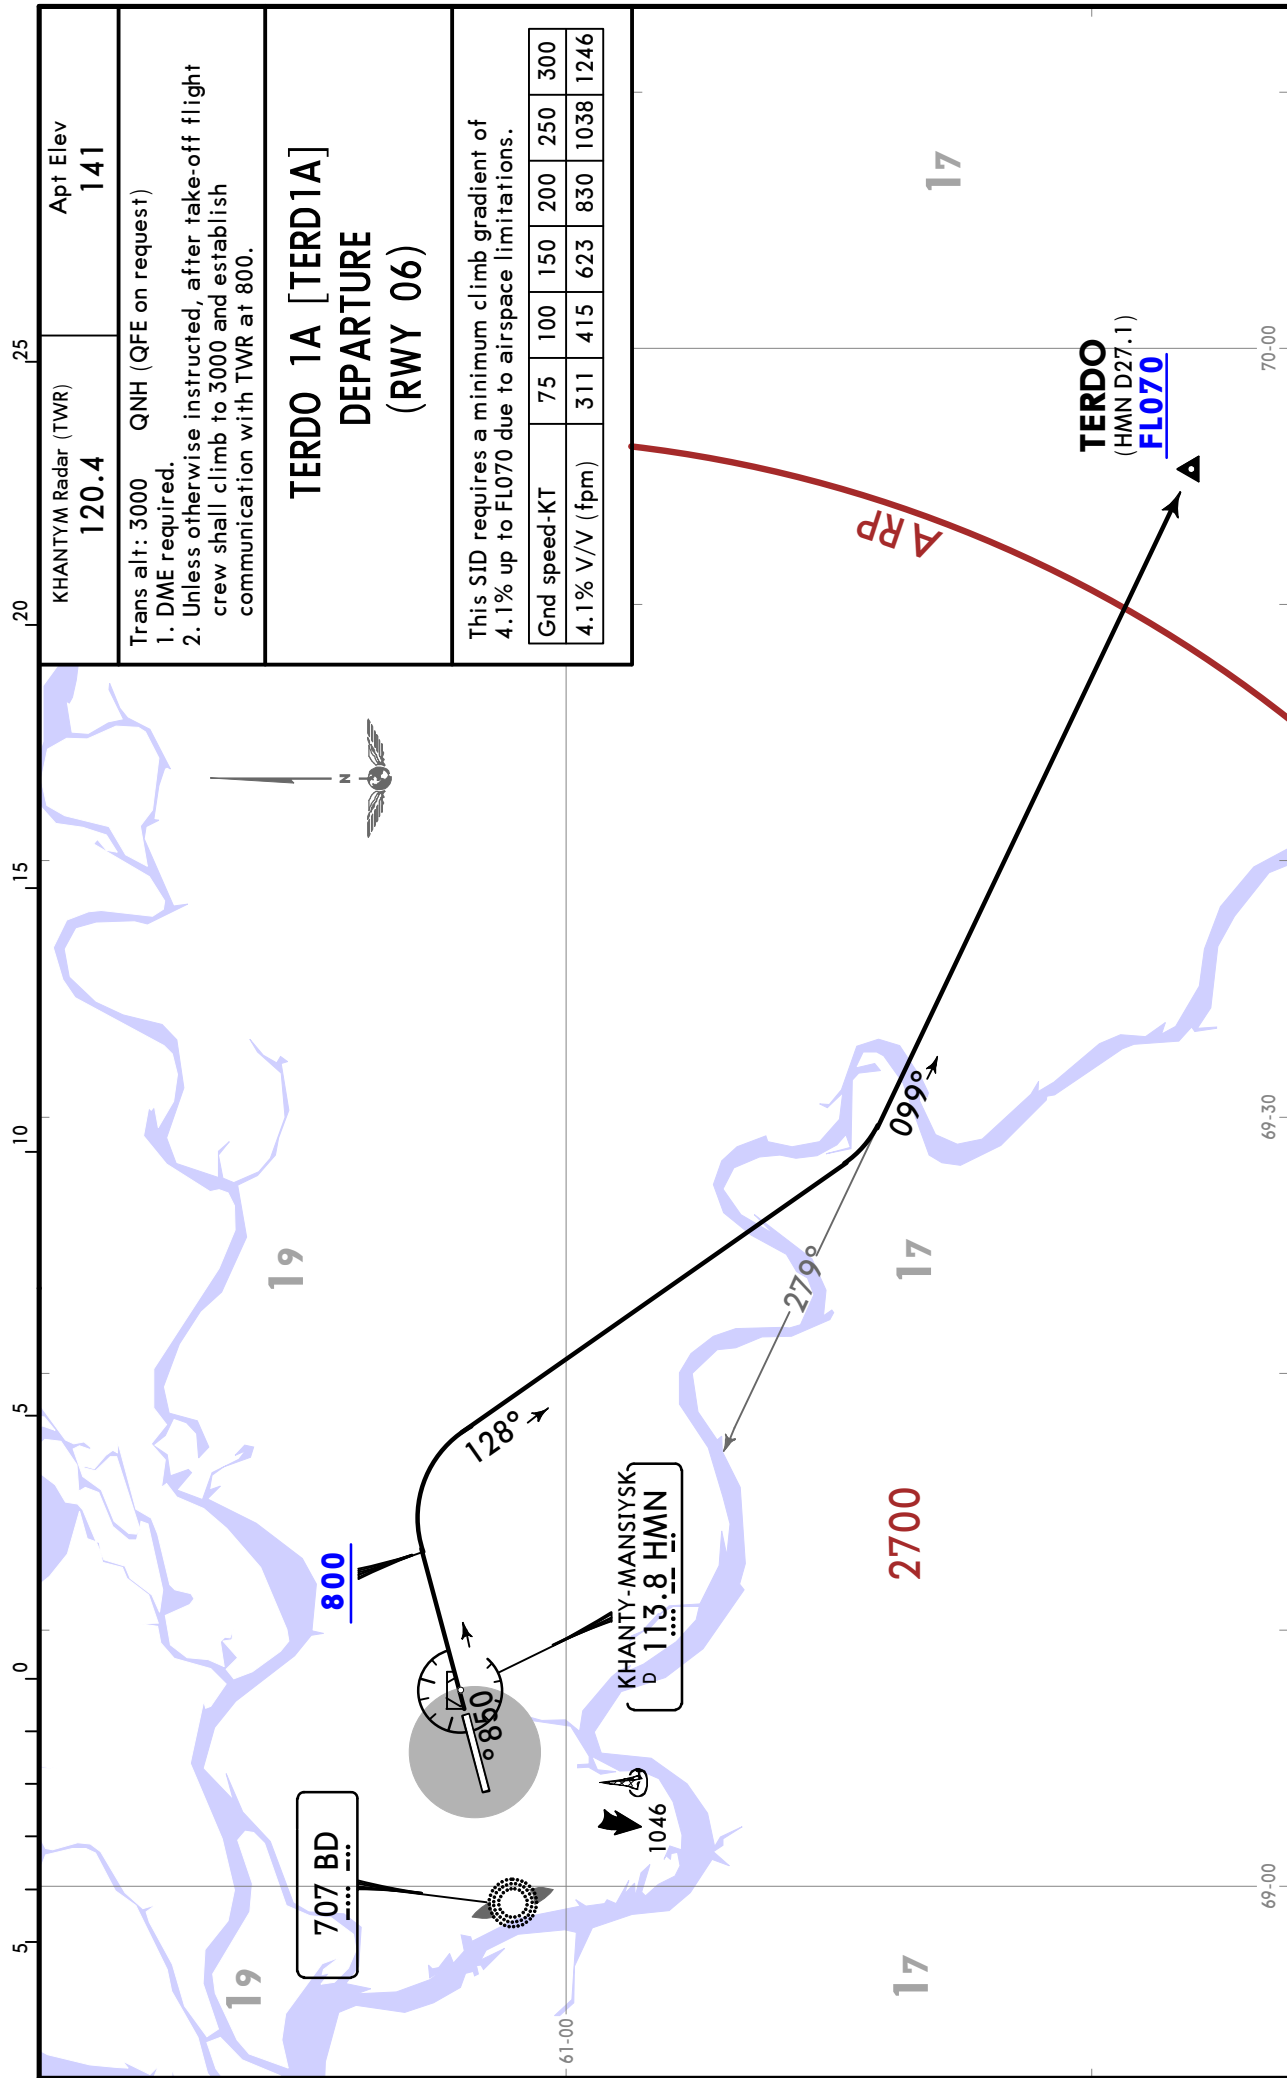 KHANTYM Radar (TWR)
120.4
Apt Elev
141
Trans alt: 3000 QNH (QFE on request)
1. DME required.
2. Unless otherwise instructed, after take-off flight
crew shall climb to 3000 and establish
communication with TWR at 800.
TERDO 1A [TERD1A]
DEPARTURE
(RWY 06)
This SID requires a minimum climb gradient of
4.1% up to FL070 due to airspace limitations.
Gnd speed-KT 75 100 150 200 250 300
4.1% V/V (fpm) 311 415 623 830 1038 1246
5 0 5 10 15 20 25
19
19
N
707 BD
800
058°
128°
KHANTY-MANSIYSK
D 113.8 HMN
61-00
1046
279°
099°
ARP
17
17
17
2700
TERDO
(HMN D27.1)
FL070
69-00
69-30
70-00